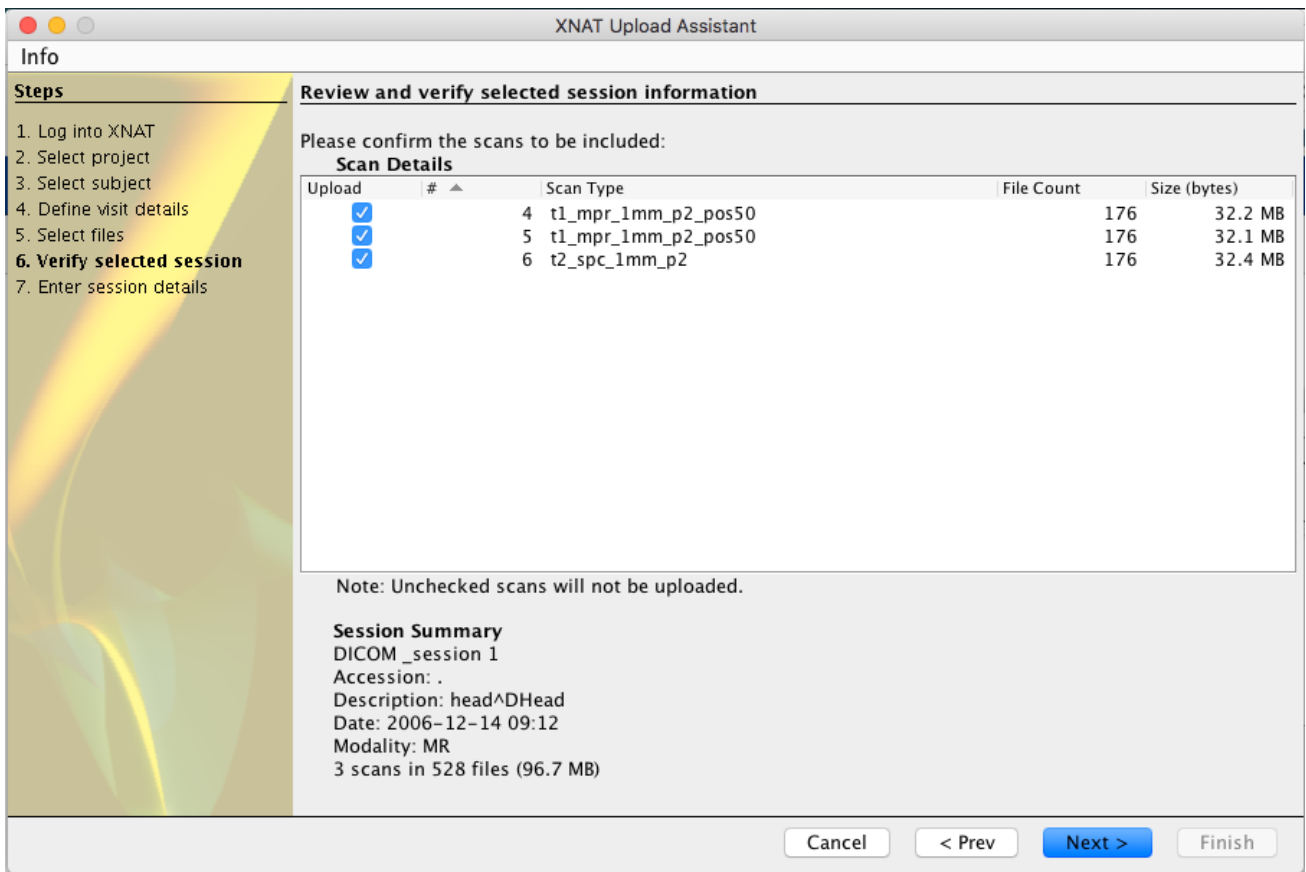 XNAT Upload Assistant
Info
Steps
1. Log into XNAT
2. Select project
3. Select subject
4. Define visit details
5. Select files
6. Verify selected session
7. Enter session details
Review and verify selected session information
Please confirm the scans to be included:
Scan Details
Upload # Scan Type File Count Size (bytes)
4 t1_mpr_1mm_p2_pos50 176 32.2 MB
5 t1_mpr_1mm_p2_pos50 176 32.1 MB
6 t2_spc_1mm_p2 176 32.4 MB
Note: Unchecked scans will not be uploaded.
Session Summary
DICOM _session 1
Accession: .
Description: head^DHead
Date: 2006-12-14 09:12
Modality: MR
3 scans in 528 files (96.7 MB)
Cancel < Prev Next > Finish